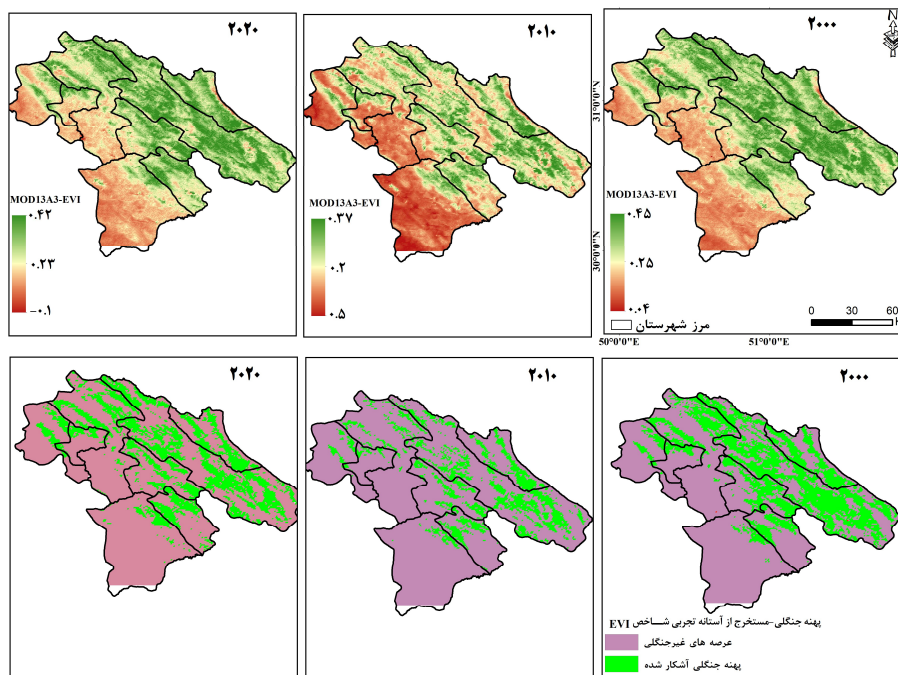 ۲۰۲۰
۲۰۱۰
۲۰۰۰
N
MOD13A3-EVI
۰.۴۲
۰.۲۳
-۰.۱
MOD13A3-EVI
۰.۳۷
۰.۲
۰.۵
MOD13A3-EVI
۰.۴۵
۰.۲۵
۰.۰۴
مرز شهرستان
0 30 60
31°0'0"N
30°0'0"N
50°0'0"E
51°0'0"E
۲۰۲۰
۲۰۱۰
۲۰۰۰
پهنه جنگلی-مستخرج از آستانه تجربی شاخص EVI
عرصه های غیرجنگلی
پهنه جنگلی آشکار شده